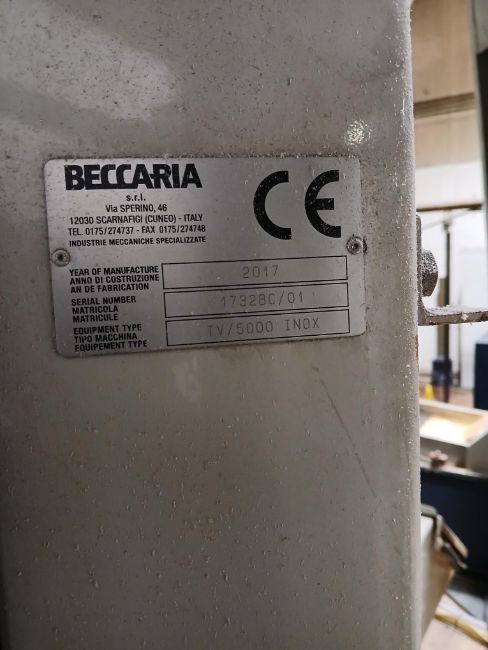 BECCARIA
s.r.l.
Via SPERINO, 46
12030 SCARNAFIGI (CUNEO) - ITALY
TEL. 0175/274737 - FAX 0175/274748
INDUSTRIE MECCANICHE SPECIALIZZATE
CE
YEAR OF MANUFACTURE
ANNO DI COSTRUZIONE
AN DE FABRICATION
2017
SERIAL NUMBER
MATRICOLA
MATRICULE
17328C/01
EQUIPMENT TYPE
TIPO MACCHINA
EQUIPEMENT TYPE
TV/5000 INOX